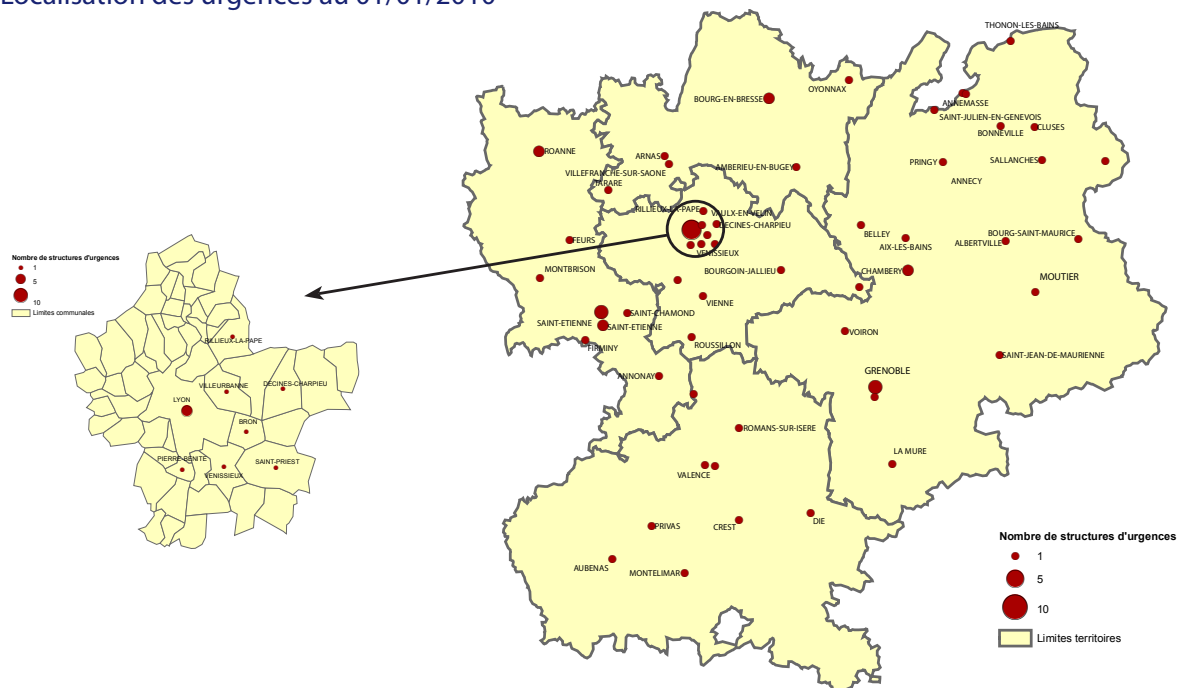 Localisation des urgences au 01/01/2016
THONON-LES-BAINS
OYONNAX
BOURG-EN-BRESSE
ANNEMASSE
SAINT-JULIEN-EN-GENEVOIS
BONNEVILLE
CLUSES
ROANNE
ARNAS
VILLEFRANCHE-SUR-SAONE
AMBERIEU-EN-BUGEY
PRINGY
SALLANCHES
ANNECY
TARARE
RILLIEUX-LA-PAPE
VAULX-EN-VELIN
DECINES-CHARPIEU
FEURS
VENISSIEUX
BELLEY
AIX-LES-BAINS
ALBERTVILLE
BOURG-SAINT-MAURICE
MONTBRISON
BOURGOIN-JALLIEU
CHAMBERY
MOUTIER
VIENNE
SAINT-CHAMOND
SAINT-ETIENNE
SAINT-ETIENNE
FIRMINY
ROUSSILLON
VOIRON
SAINT-JEAN-DE-MAURIENNE
ANNONAY
GRENOBLE
ROMANS-SUR-ISERE
LA MURE
VALENCE
PRIVAS
CREST
DIE
AUBENAS
MONTELIMAR
Nombre de structures d'urgences
1
5
10
Limites communales
RILLIEUX-LA-PAPE
VILLEURBANNE
DECINES-CHARPIEU
LYON
BRON
PIERRE-BENITE
VENISSIEUX
SAINT-PRIEST
Nombre de structures d'urgences
1
5
10
Limites territoires